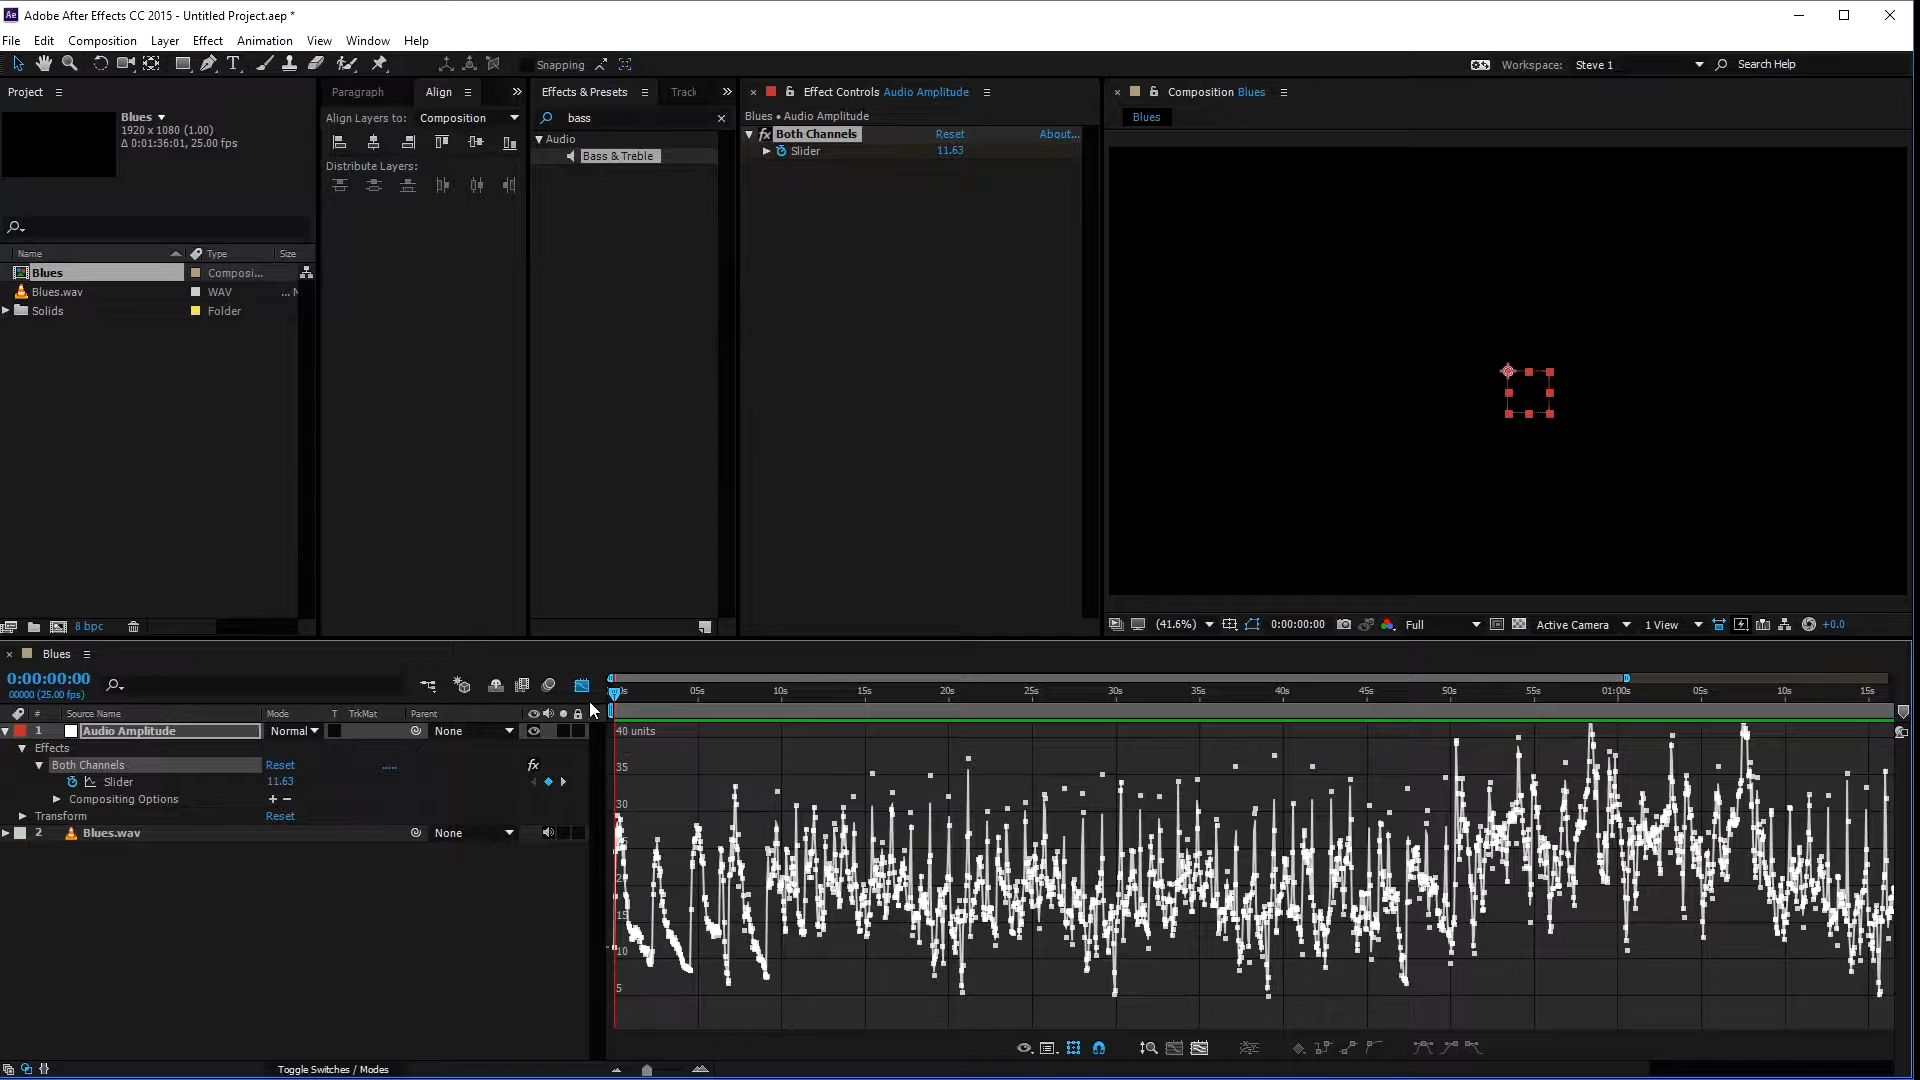 Ae Adobe After Effects CC 2015 - Untitled Project.aep *
File Edit Composition Layer Effect Animation View Window Help
Snapping
Workspace: Steve 1
Search Help
Project
Blues
1920 x 1080 (1.00)
Δ 0:01:36:01, 25.00 fps
Name Type Size
Blues Composi...
Blues.wav WAV ... N
Solids Folder
8 bpc
Paragraph Align
Align Layers to: Composition
Distribute Layers:
Effects & Presets Track
bass
Audio
Bass & Treble
Effect Controls Audio Amplitude
Blues • Audio Amplitude
fx Both Channels Reset About...
Slider 11.63
Composition Blues
Blues
(41.6%) 0:00:00:00 Full Active Camera 1 View +0.0
Blues
0:00:00:00
00000 (25.00 fps)
# Source Name Mode T TrkMat Parent
1 Audio Amplitude Normal None
Effects
Both Channels Reset ..... fx
Slider 11.63
Compositing Options + −
Transform Reset
2 Blues.wav None
05s 10s 15s 20s 25s 30s 35s 40s 45s 50s 55s 01:00s 05s 10s 15s
40 units
35
30
15
10
5
Toggle Switches / Modes